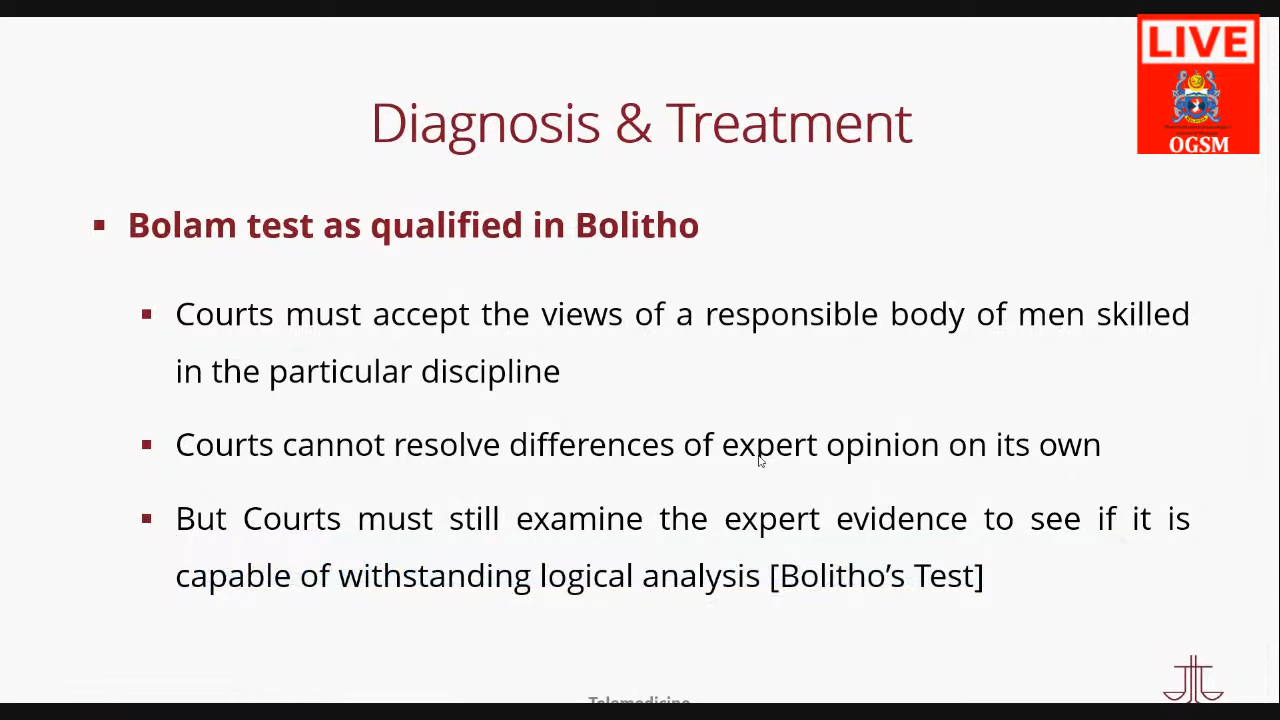 LIVE
OGSM
Diagnosis & Treatment
▪ Bolam test as qualified in Bolitho
▪ Courts must accept the views of a responsible body of men skilled
in the particular discipline
▪ Courts cannot resolve differences of expert opinion on its own
▪ But Courts must still examine the expert evidence to see if it is
capable of withstanding logical analysis [Bolitho’s Test]
Telemedicine